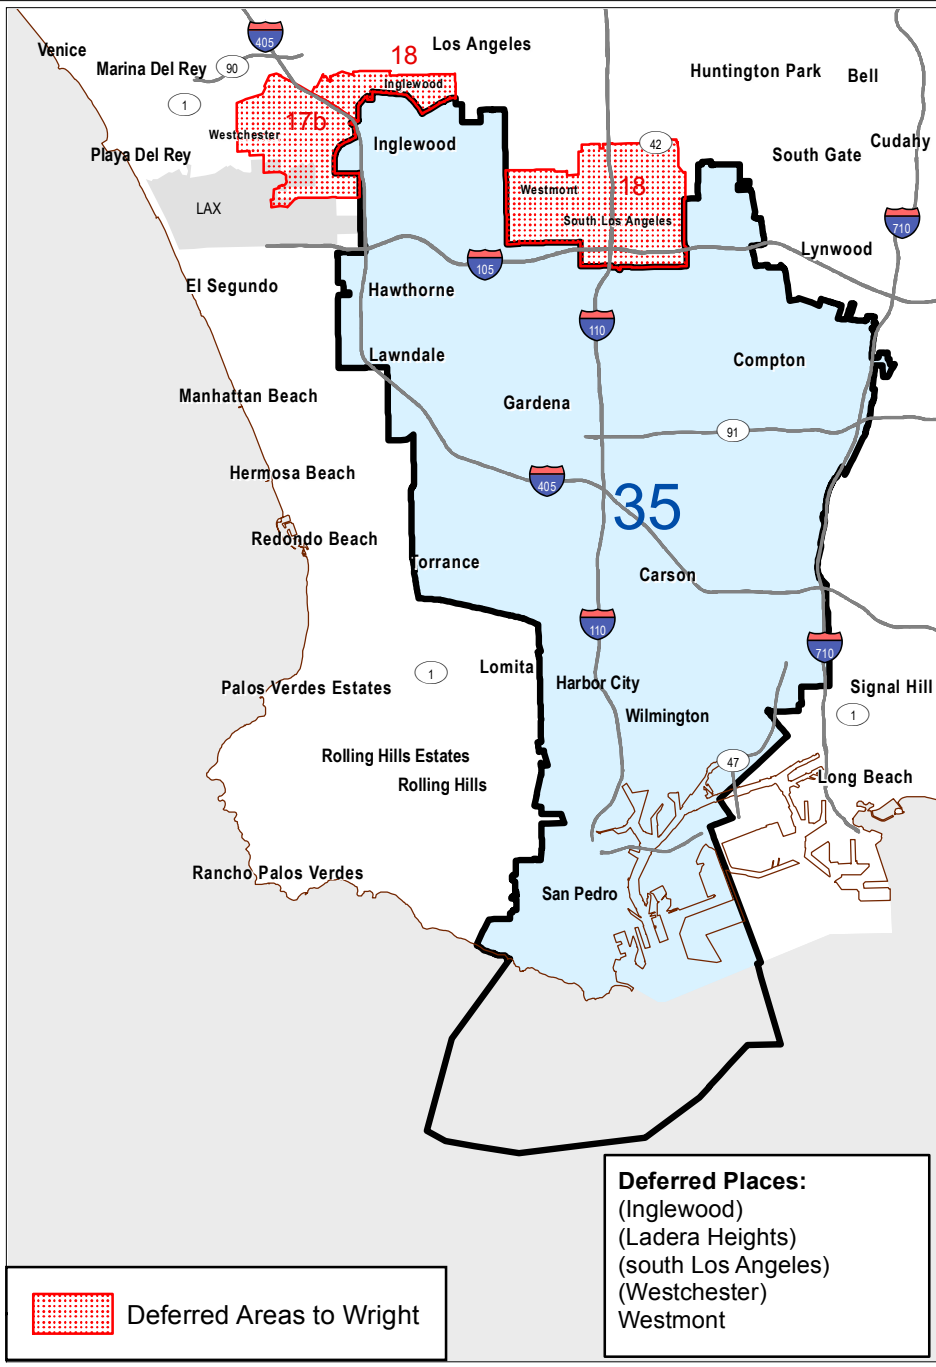 405
18
Los Angeles
Venice
Marina Del Rey
90
Huntington Park
Bell
Inglewood
1
17b
Westchester
Inglewood
42
Cudahy
South Gate
Playa Del Rey
Westmont
18
LAX
South Los Angeles
710
Lynwood
105
El Segundo
Hawthorne
110
Lawndale
Compton
Manhattan Beach
Gardena
91
Hermosa Beach
405
35
Redondo Beach
Torrance
Carson
110
710
Lomita
1
Harbor City
Palos Verdes Estates
Signal Hill
Wilmington
1
Rolling Hills Estates
47
Rolling Hills
Long Beach
Rancho Palos Verdes
San Pedro
Deferred Places:
(Inglewood)
(Ladera Heights)
(south Los Angeles)
(Westchester)
Westmont
Deferred Areas to Wright